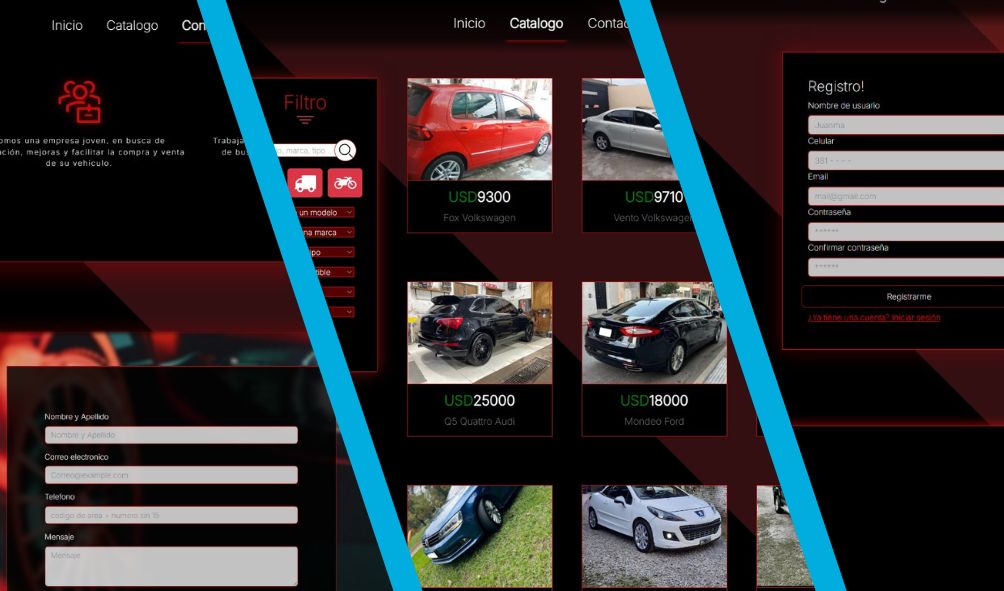 Inicio Catalogo Con
omos una empresa joven, en busca de
ción, mejoras y facilitar la compra y venta
de su vehículo.
Trabaja
de bus
Nombre y Apellido
Nombre y Apellido
Correo electronico
Correo@example.com
Telefono
codigo de area + numero sin 15
Mensaje
Mensaje
Inicio Catalogo Contac
Filtro
o, marca, tipo...
un modelo
na marca
ipo
tible
USD9300
Fox Volkswagen
USD9710
Vento Volkswagen
USD25000
Q5 Quattro Audi
USD18000
Mondeo Ford
Registro!
Nombre de usuario
Juanma
Celular
381 - - - -
Email
mail@gmail.com
Contraseña
******
Confirmar contraseña
******
Registrarme
¿Ya tiene una cuenta? Iniciar sesión